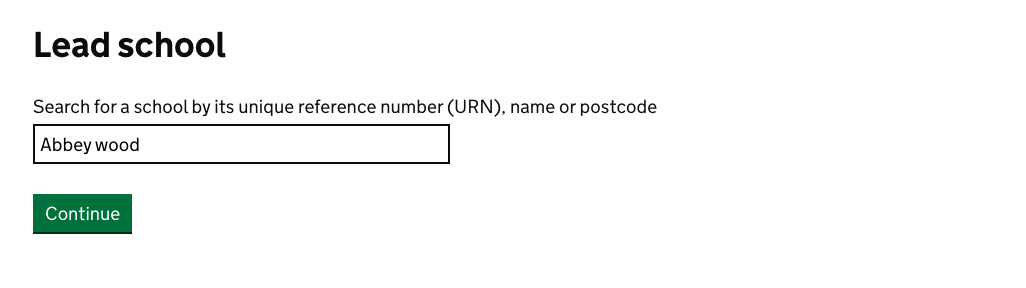 Lead school
Search for a school by its unique reference number (URN), name or postcode
Abbey wood
Continue